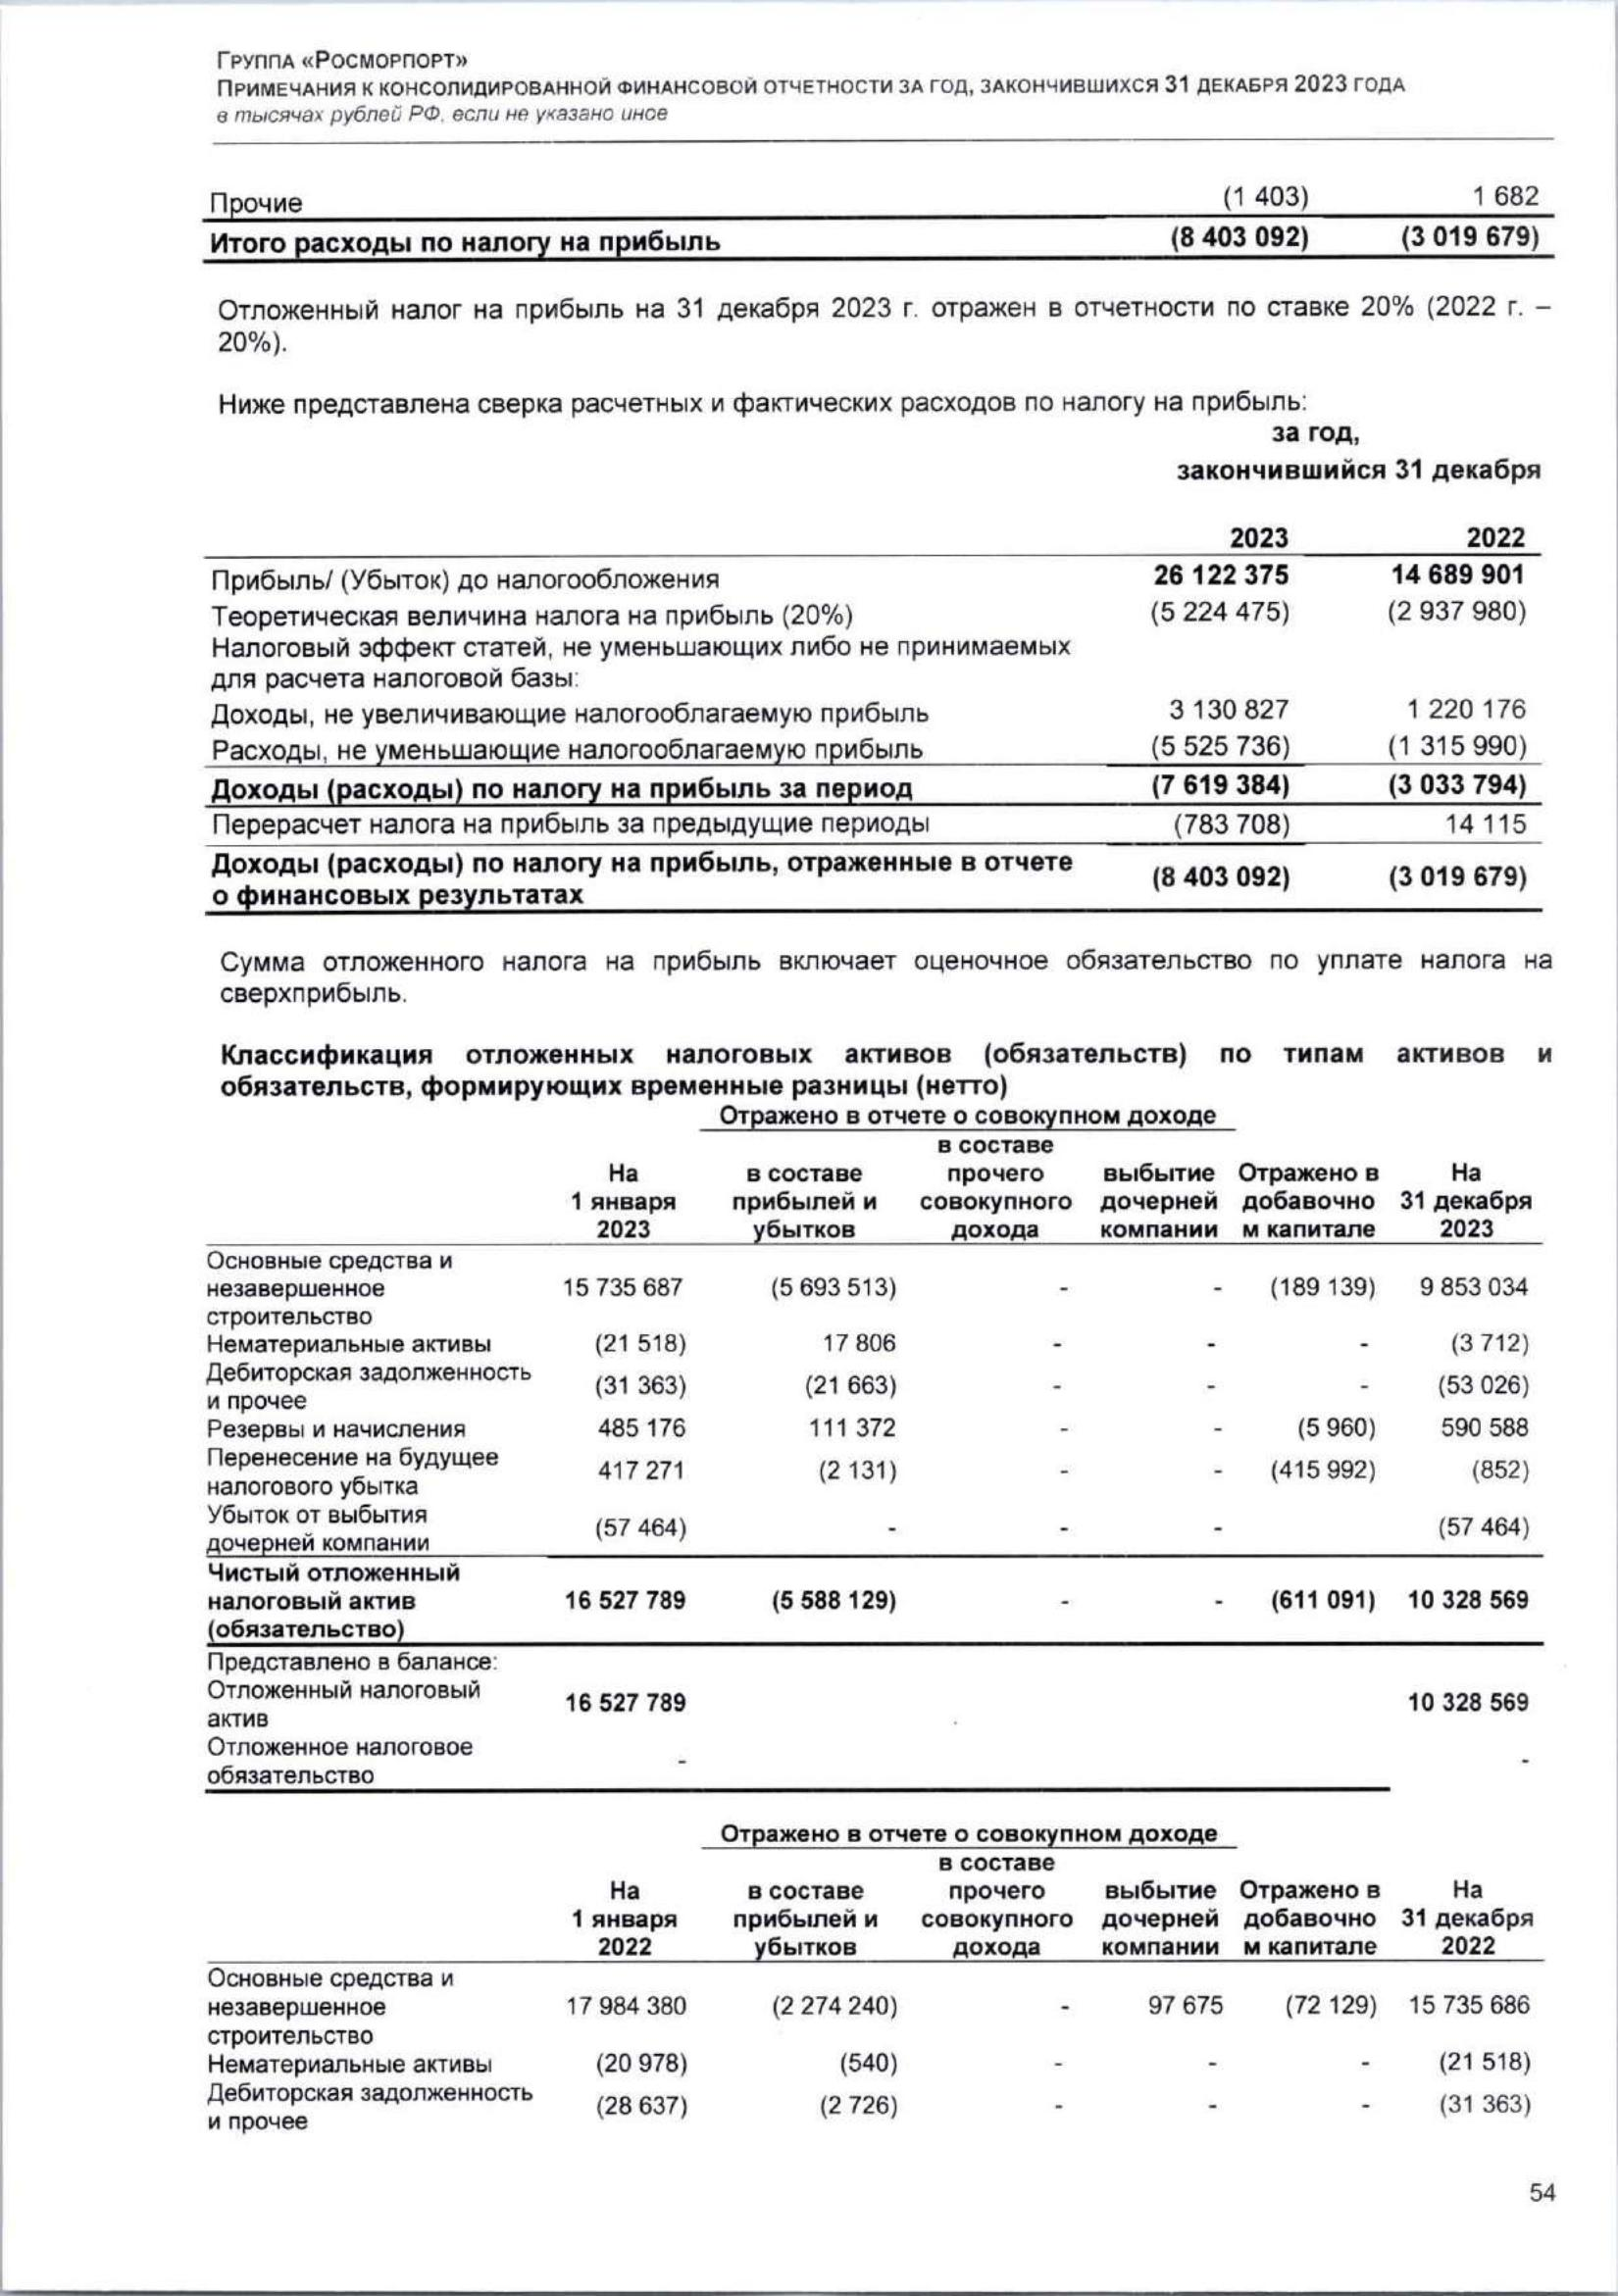 ГРУППА «РОСМОРПОРТ»
ПРИМЕЧАНИЯ К КОНСОЛИДИРОВАННОЙ ФИНАНСОВОЙ ОТЧЕТНОСТИ ЗА ГОД, ЗАКОНЧИВШИХСЯ 31 ДЕКАБРЯ 2023 ГОДА
в тысячах рублей РФ, если не указано иное
Прочие (1 403) 1 682
Итого расходы по налогу на прибыль (8 403 092) (3 019 679)
Отложенный налог на прибыль на 31 декабря 2023 г. отражен в отчетности по ставке 20% (2022 г. –
20%).
Ниже представлена сверка расчетных и фактических расходов по налогу на прибыль:
за год,
закончившийся 31 декабря
2023 2022
Прибыль/ (Убыток) до налогообложения 26 122 375 14 689 901
Теоретическая величина налога на прибыль (20%) (5 224 475) (2 937 980)
Налоговый эффект статей, не уменьшающих либо не принимаемых
для расчета налоговой базы:
Доходы, не увеличивающие налогооблагаемую прибыль 3 130 827 1 220 176
Расходы, не уменьшающие налогооблагаемую прибыль (5 525 736) (1 315 990)
Доходы (расходы) по налогу на прибыль за период (7 619 384) (3 033 794)
Перерасчет налога на прибыль за предыдущие периоды (783 708) 14 115
Доходы (расходы) по налогу на прибыль, отраженные в отчете
о финансовых результатах (8 403 092) (3 019 679)
Сумма отложенного налога на прибыль включает оценочное обязательство по уплате налога на
сверхприбыль.
Классификация отложенных налоговых активов (обязательств) по типам активов и
обязательств, формирующих временные разницы (нетто)
Отражено в отчете о совокупном доходе
в составе
На в составе прочего выбытие Отражено в На
1 января прибылей и совокупного дочерней добавочно 31 декабря
2023 убытков дохода компании м капитале 2023
Основные средства и
незавершенное 15 735 687 (5 693 513) - - (189 139) 9 853 034
строительство
Нематериальные активы (21 518) 17 806 - - - (3 712)
Дебиторская задолженность
и прочее (31 363) (21 663) - - - (53 026)
Резервы и начисления 485 176 111 372 - - (5 960) 590 588
Перенесение на будущее
налогового убытка 417 271 (2 131) - - (415 992) (852)
Убыток от выбытия
дочерней компании (57 464) - - - (57 464)
Чистый отложенный
налоговый актив 16 527 789 (5 588 129) - - (611 091) 10 328 569
(обязательство)
Представлено в балансе:
Отложенный налоговый
актив 16 527 789 10 328 569
Отложенное налоговое
обязательство - -
Отражено в отчете о совокупном доходе
в составе
На в составе прочего выбытие Отражено в На
1 января прибылей и совокупного дочерней добавочно 31 декабря
2022 убытков дохода компании м капитале 2022
Основные средства и
незавершенное 17 984 380 (2 274 240) - 97 675 (72 129) 15 735 686
строительство
Нематериальные активы (20 978) (540) - - - (21 518)
Дебиторская задолженность
и прочее (28 637) (2 726) - - - (31 363)
54